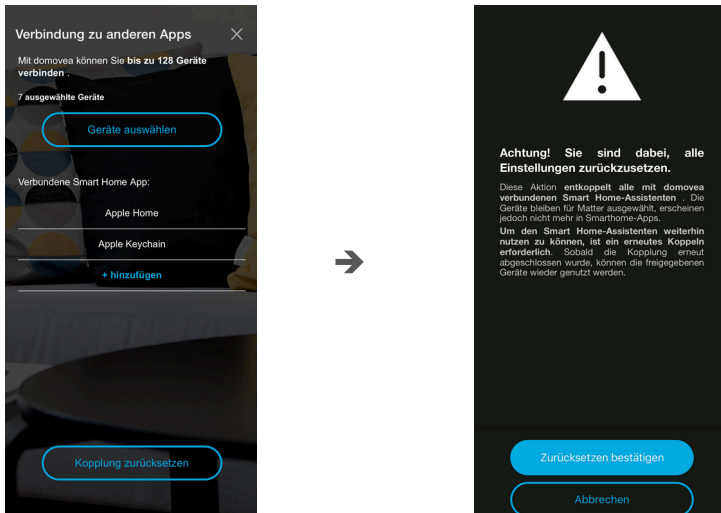 Verbindung zu anderen Apps
Mit domovea können Sie bis zu 128 Geräte
verbinden .
7 ausgewählte Geräte
Geräte auswählen
Verbundene Smart Home App:
Apple Home
Apple Keychain
+ hinzufügen
Kopplung zurücksetzen
Achtung! Sie sind dabei, alle
Einstellungen zurückzusetzen.
Diese Aktion entkoppelt alle mit domovea
verbundenen Smart Home-Assistenten . Die
Geräte bleiben für Matter ausgewählt, erscheinen
jedoch nicht mehr in Smarthome-Apps.
Um den Smart Home-Assistenten weiterhin
nutzen zu können, ist ein erneutes Koppeln
erforderlich. Sobald die Kopplung erneut
abgeschlossen wurde, können die freigegebenen
Geräte wieder genutzt werden.
Zurücksetzen bestätigen
Abbrechen